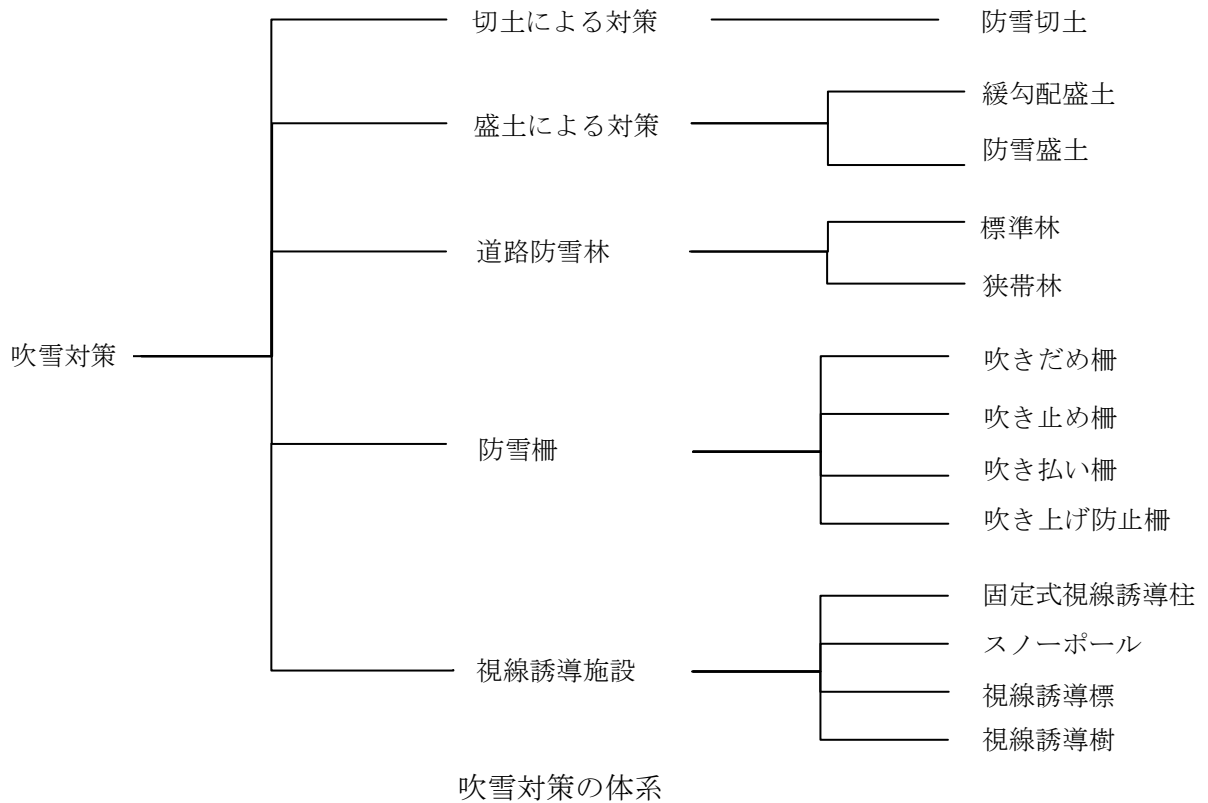 切土による対策
防雪切土
盛土による対策
緩勾配盛土
防雪盛土
道路防雪林
標準林
狭帯林
吹雪対策
防雪柵
吹きだめ柵
吹き止め柵
吹き払い柵
吹き上げ防止柵
視線誘導施設
固定式視線誘導柱
スノーポール
視線誘導標
視線誘導樹
吹雪対策の体系